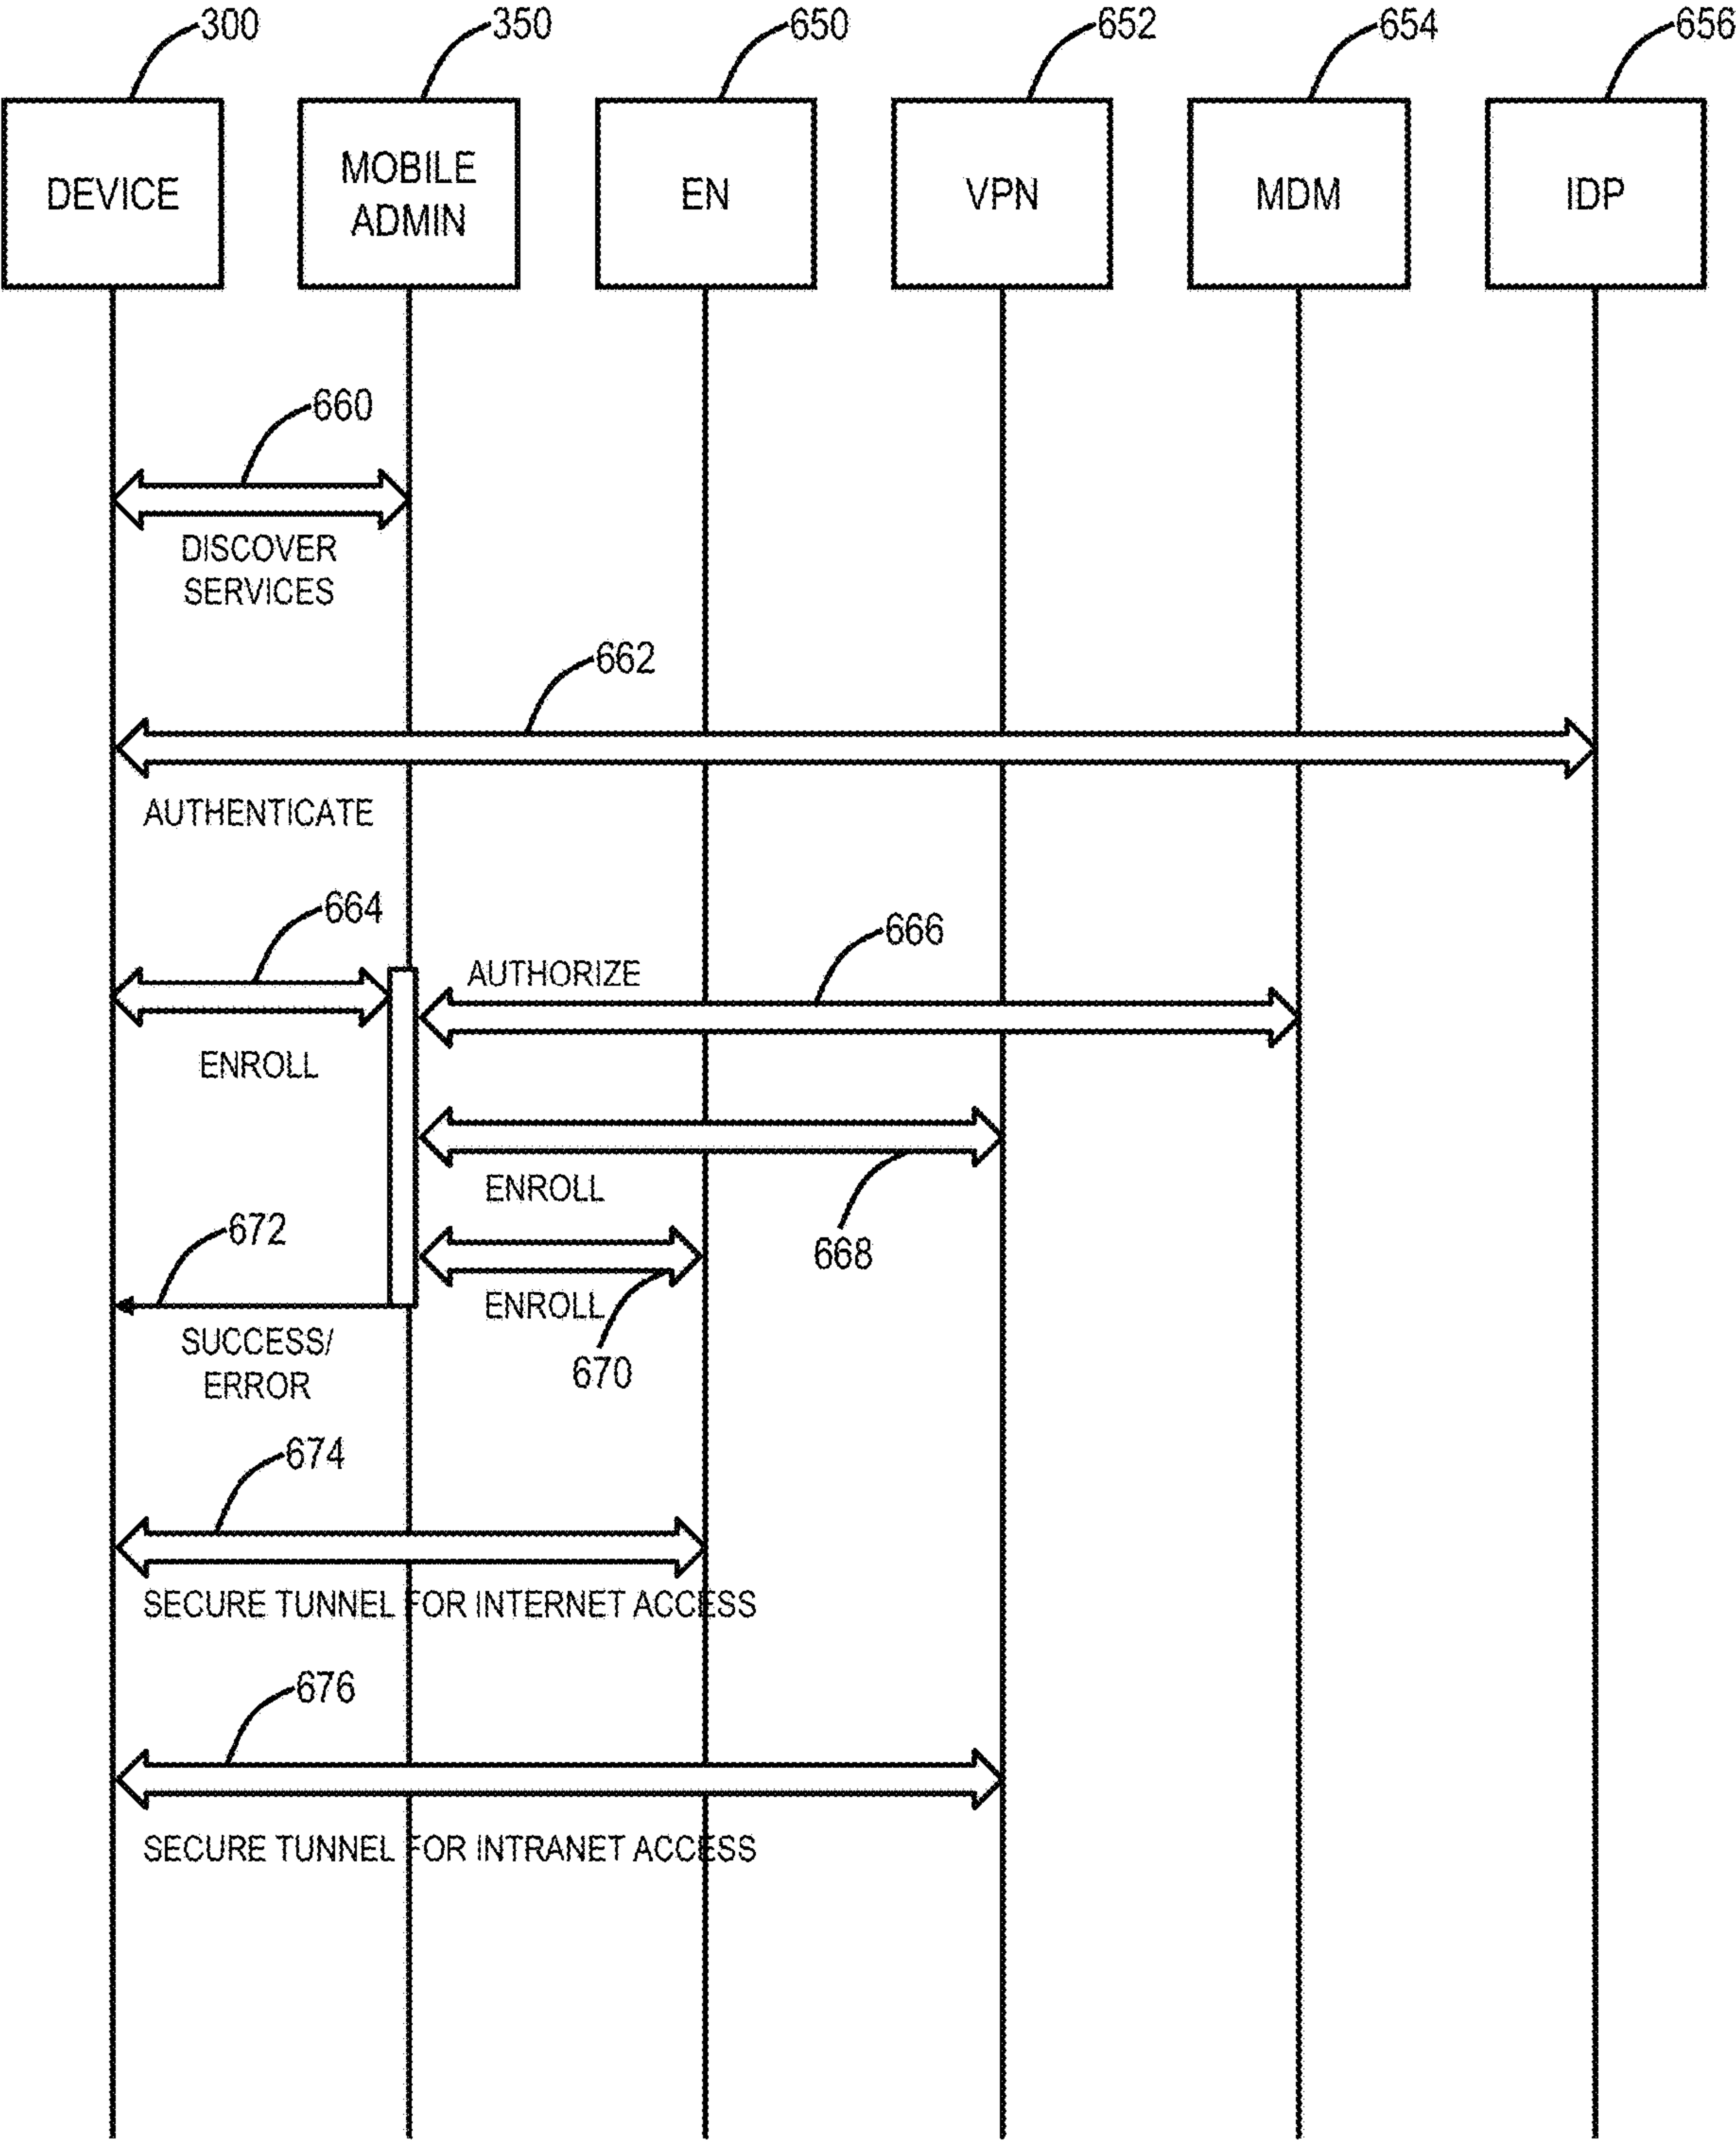 300
350
650
652
654
656
DEVICE
MOBILE
ADMIN
EN
VPN
MDM
IDP
660
DISCOVER
SERVICES
662
AUTHENTICATE
664
666
AUTHORIZE
ENROLL
ENROLL
668
672
ENROLL
SUCCESS/
ERROR
670
674
SECURE TUNNEL FOR INTERNET ACCESS
676
SECURE TUNNEL FOR INTRANET ACCESS